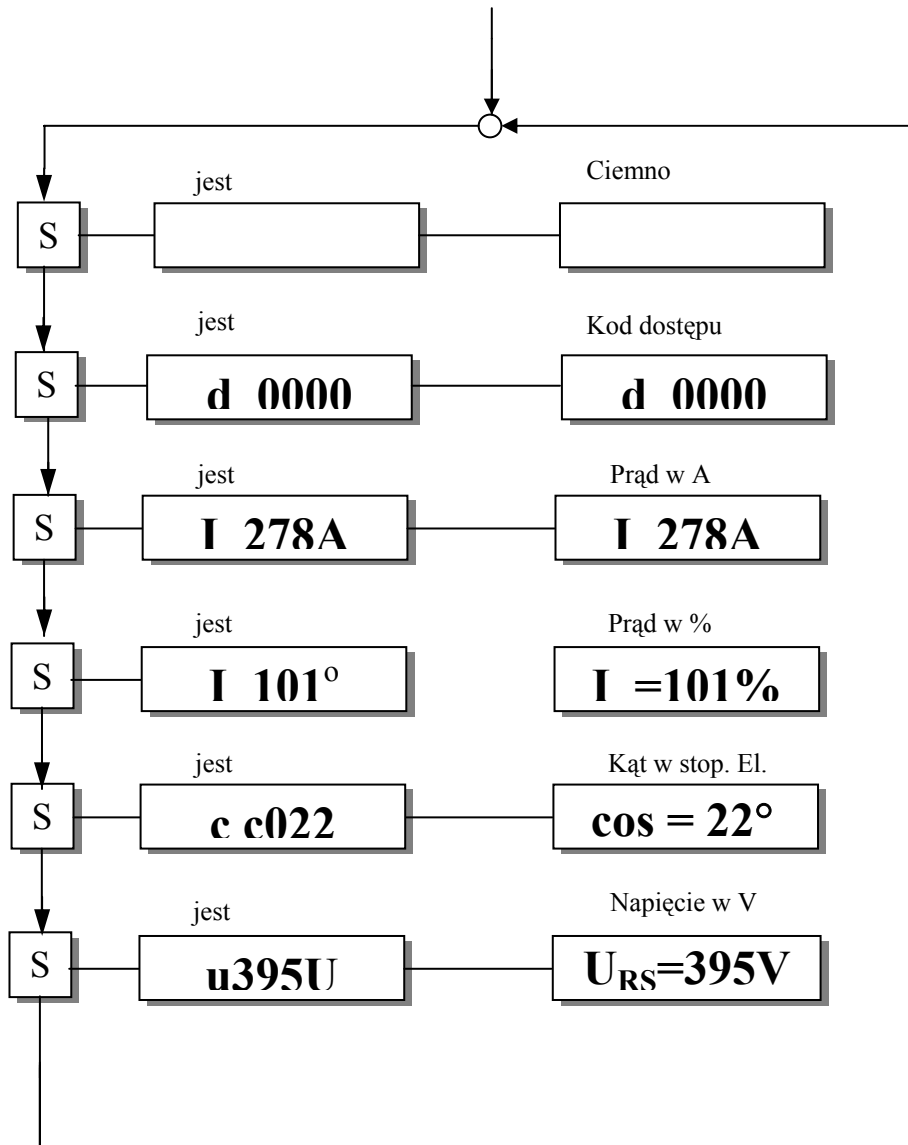 jest Ciemno
S
jest Kod dostępu
S d 0000 d 0000
jest Prąd w A
S I 278A I 278A
jest Prąd w %
S I 101° I =101%
jest Kąt w stop. El.
S c c022 cos = 22°
jest Napięcie w V
S u395U URS=395V